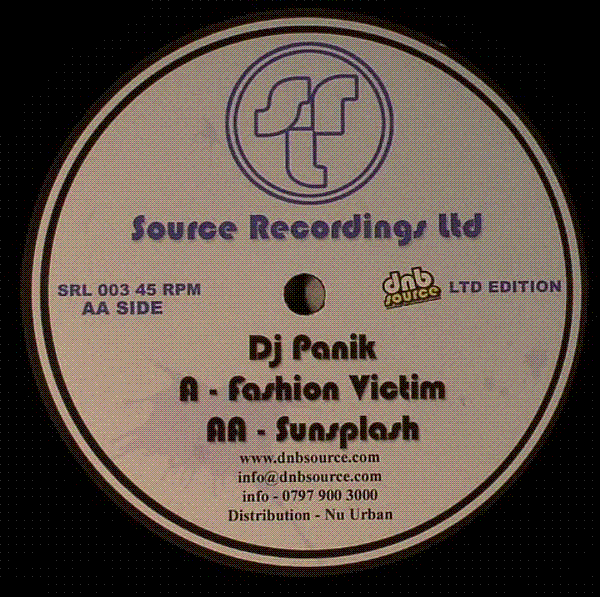 Source Recordings Ltd
SRL 003 45 RPM
AA SIDE
dnb
source
LTD EDITION
Dj Panik
A - Fashion Victim
AA - Sunsplash
www.dnbsource.com
info@dnbsource.com
info - 0797 900 3000
Distribution - Nu Urban